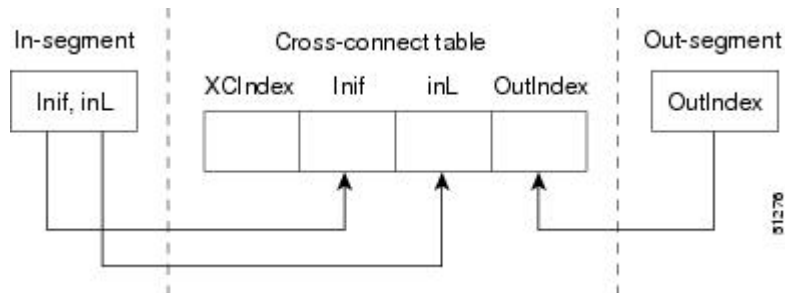 In-segment
Cross-connect table
Out-segment
XCIndex Inif inL OutIndex
Inif, inL
OutIndex
51276